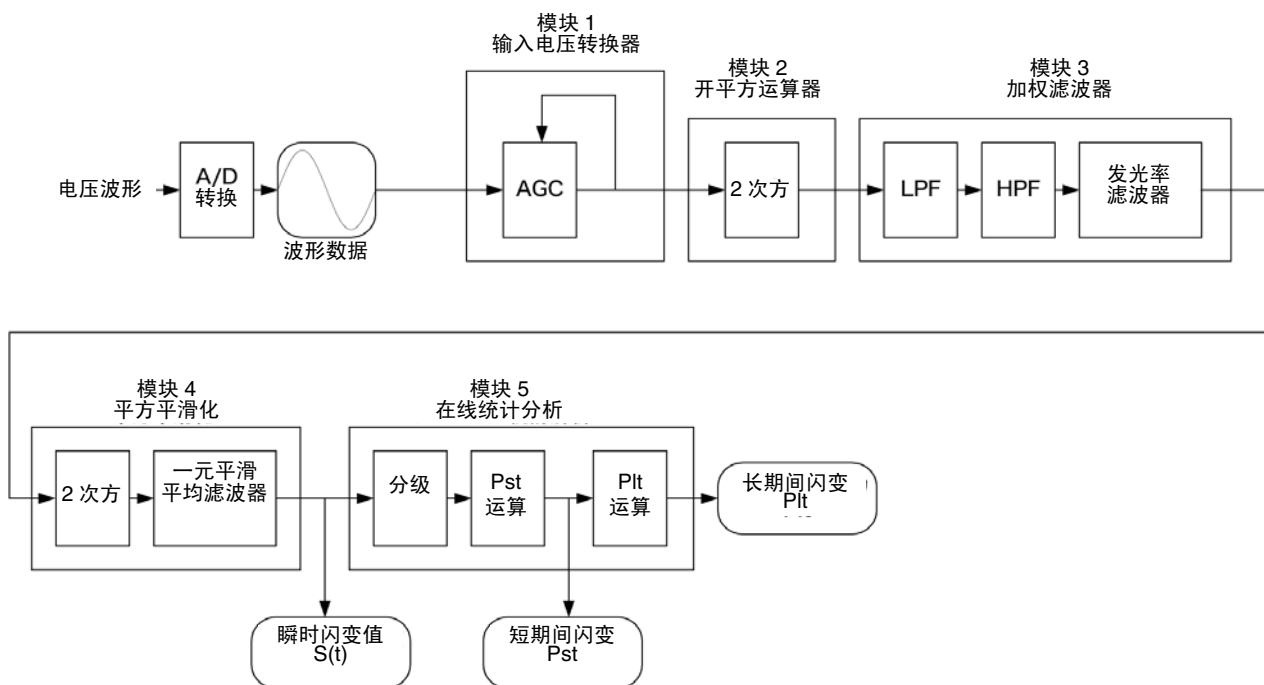 模块 1
输入电压转换器
模块 2
开平方运算器
模块 3
加权滤波器
电压波形
A/D
转换
波形数据
AGC
2 次方
LPF
HPF
发光率
滤波器
模块 4
平方平滑化
模块 5
在线统计分析
2 次方
一元平滑
平均滤波器
分级
Pst
运算
Plt
运算
长期间闪变
Plt
瞬时闪变值
S(t)
短期间闪变
Pst